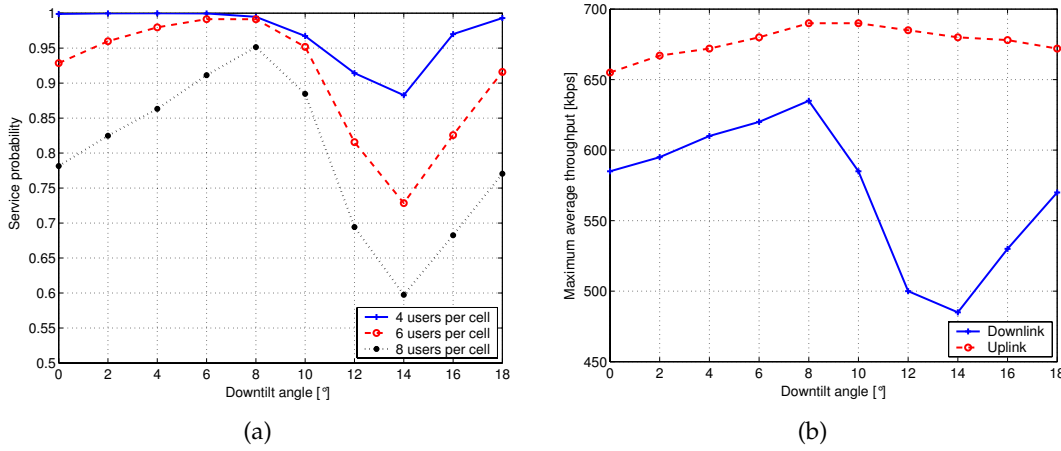 1
0.95
0.9
0.85
0.8
0.75
0.7
0.65
0.6
0.55
0.5
Service probability
0 2 4 6 8 10 12 14 16 18
Downtilt angle [°]
4 users per cell
6 users per cell
8 users per cell
(a)
700
650
600
550
500
450
Maximum average throughput [kbps]
0 2 4 6 8 10 12 14 16 18
Downtilt angle [°]
Downlink
Uplink
(b)